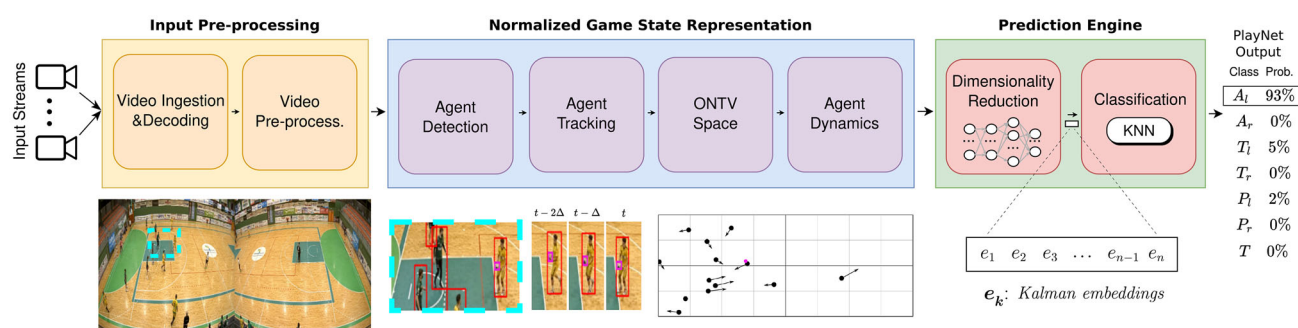 Input Pre-processing
Normalized Game State Representation
Prediction Engine
PlayNet
Output
Class Prob.
Input Streams
Video Ingestion
&Decoding
Video
Pre-process.
Agent
Detection
Agent
Tracking
ONTV
Space
Agent
Dynamics
Dimensionality
Reduction
Classification
KNN
A_l 93%
A_r 0%
T_l 5%
T_r 0%
P_l 2%
P_r 0%
T 0%
t − 2Δ
t − Δ
t
e_1 e_2 e_3 ⋯ e_{n−1} e_n
e_k: Kalman embeddings